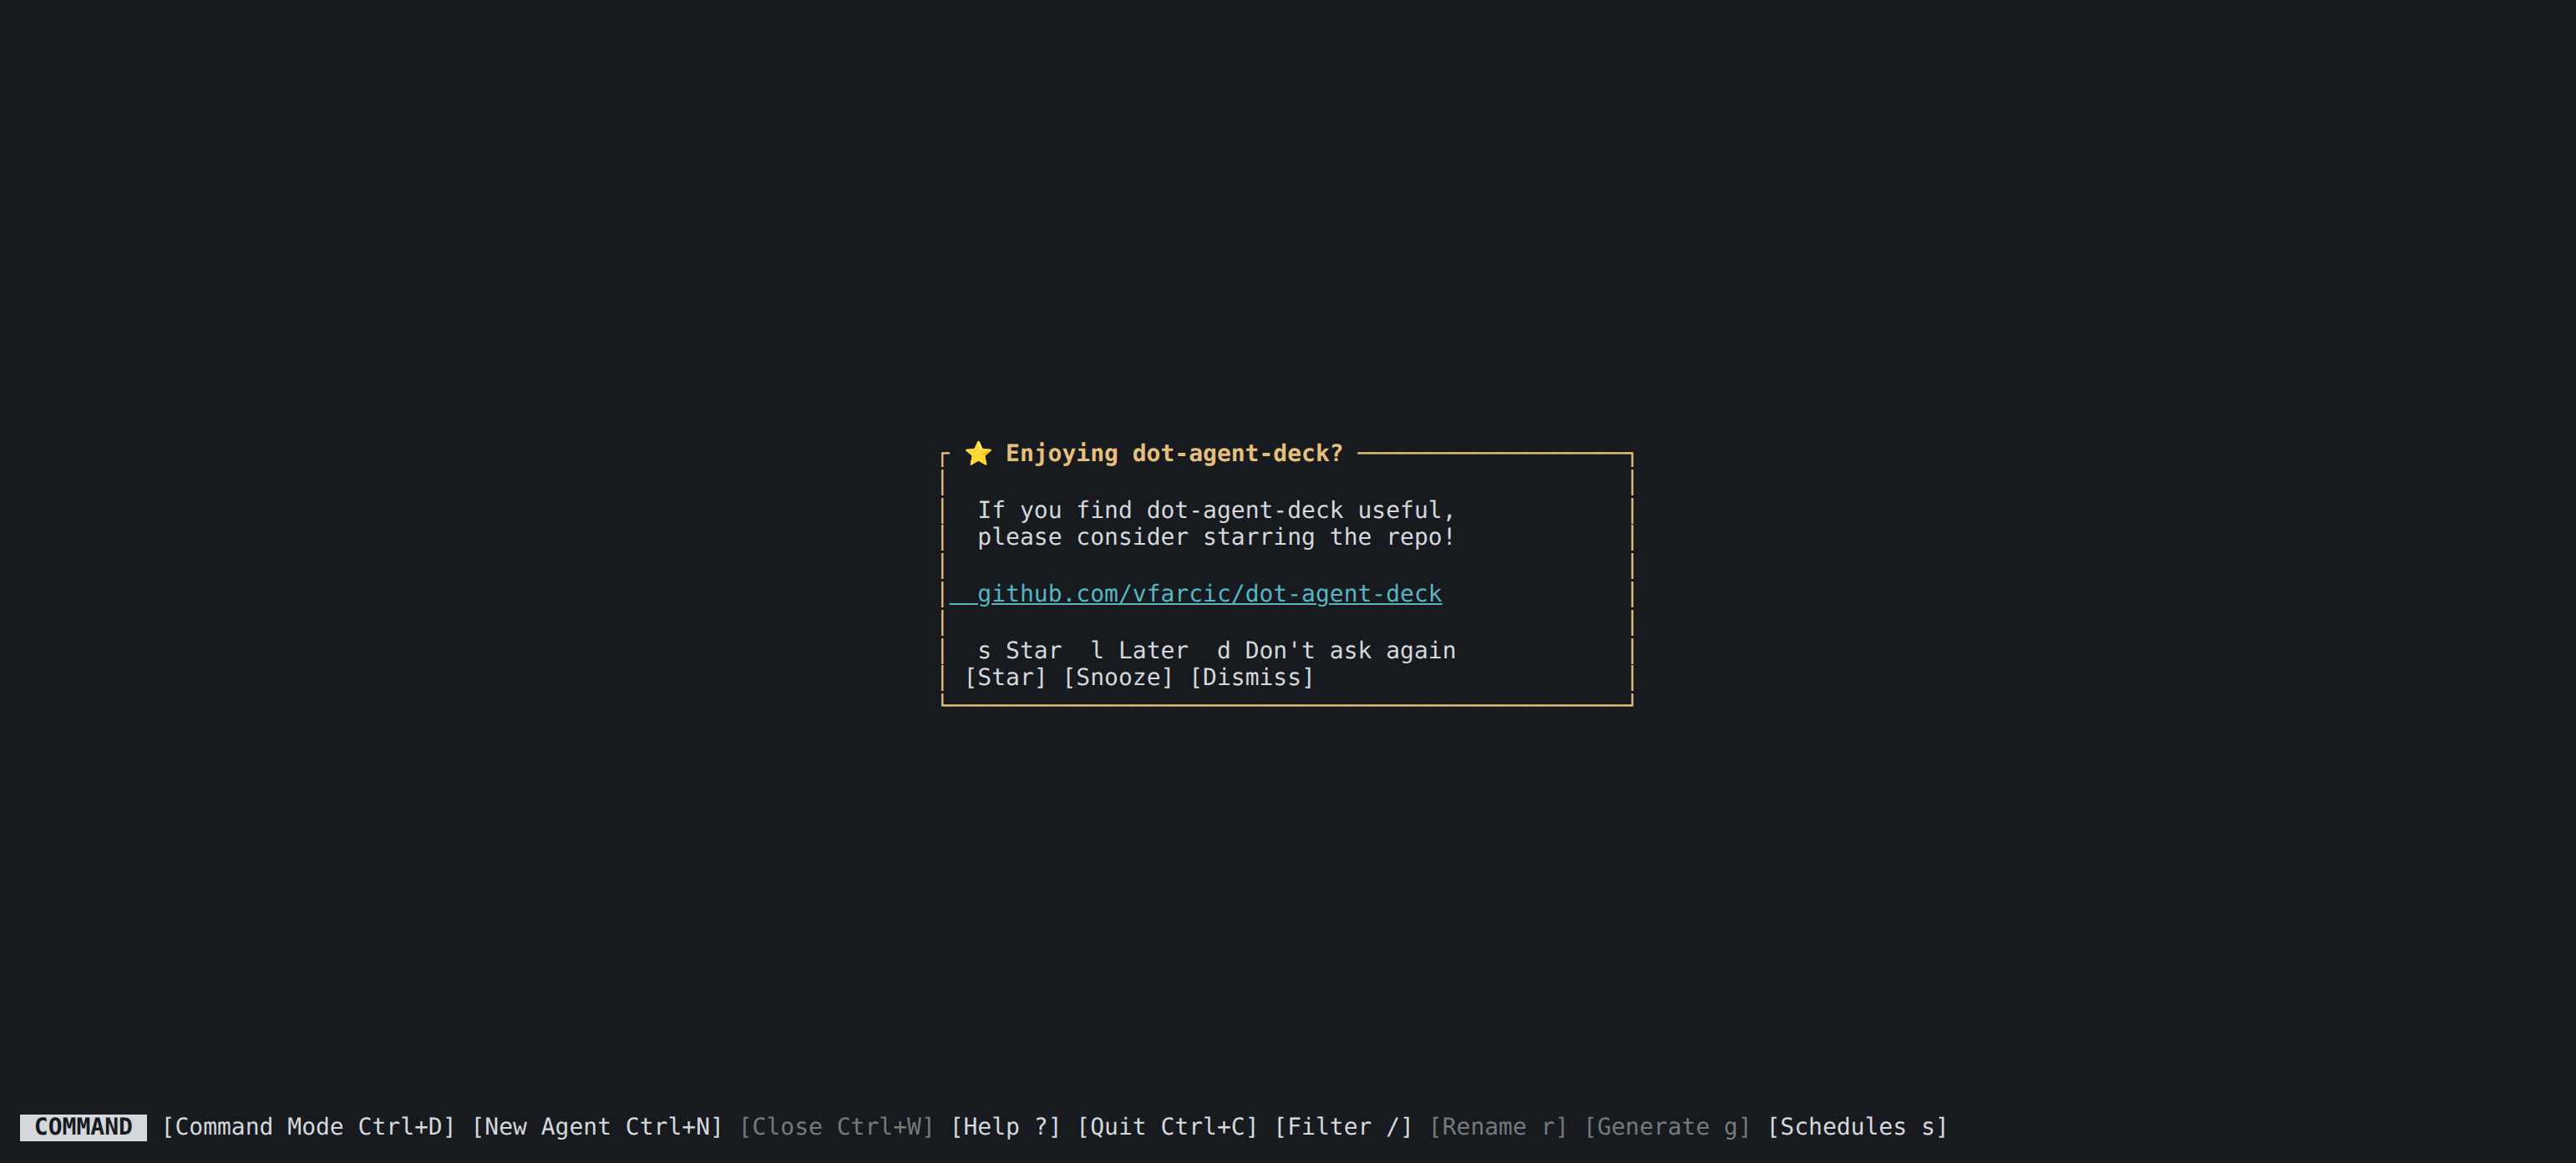 ⭐ Enjoying dot-agent-deck?
If you find dot-agent-deck useful,
please consider starring the repo!
github.com/vfarcic/dot-agent-deck
s Star  l Later  d Don't ask again
[Star] [Snooze] [Dismiss]
COMMAND [Command Mode Ctrl+D] [New Agent Ctrl+N] [Close Ctrl+W] [Help ?] [Quit Ctrl+C] [Filter /] [Rename r] [Generate g] [Schedules s]